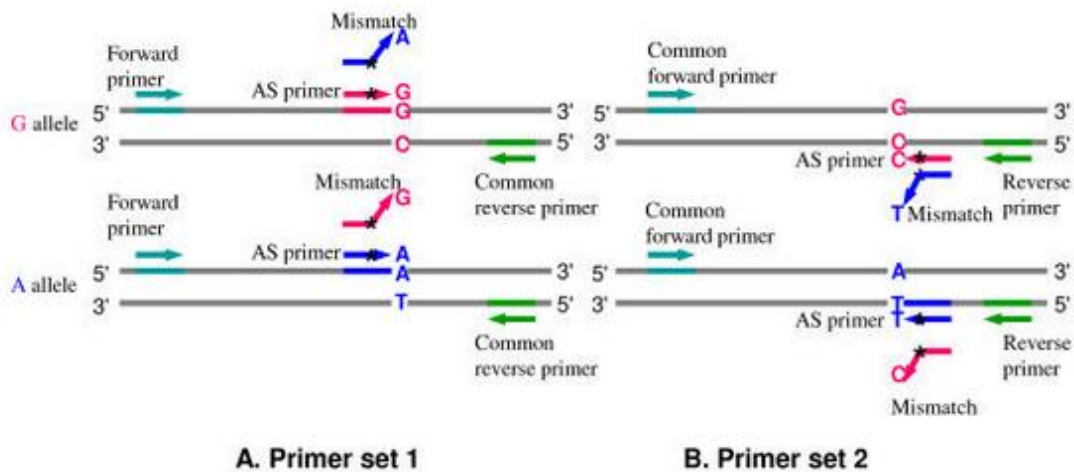 Mismatch
A
Forward
primer
AS primer
G
5'
G
3'
G allele
3'
C
5'
Common
reverse primer
Mismatch
G
Forward
primer
AS primer
A
5'
A
3'
A allele
3'
T
5'
Common
reverse primer
A. Primer set 1
Common
forward primer
5'
G
3'
3'
C
5'
AS primer
C
T
Mismatch
Reverse
primer
Common
forward primer
5'
A
3'
3'
T
5'
AS primer
T
C
Mismatch
Reverse
primer
B. Primer set 2